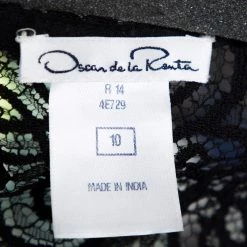 Oscar de la Renta
R 14
4E729
10
MADE IN INDIA